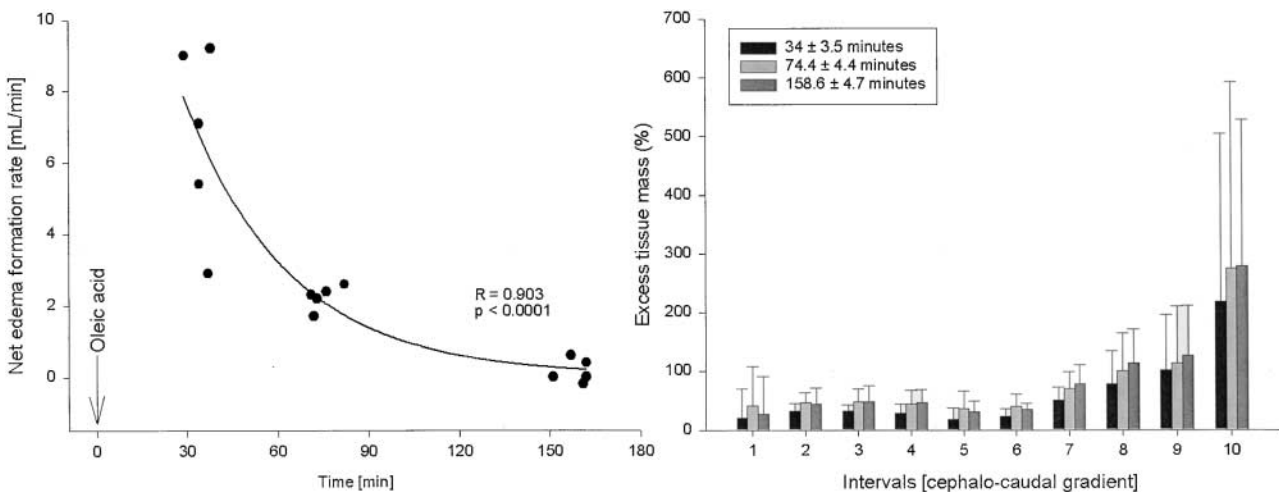 10
8
6
4
2
0
Net edema formation rate [mL/min]
Oleic acid
R = 0.903
p < 0.0001
0 30 60 90 120 150 180
Time [min]
700
600
500
400
300
200
100
0
Excess tissue mass (%)
34 ± 3.5 minutes
74.4 ± 4.4 minutes
158.6 ± 4.7 minutes
1 2 3 4 5 6 7 8 9 10
Intervals [cephalo-caudal gradient]